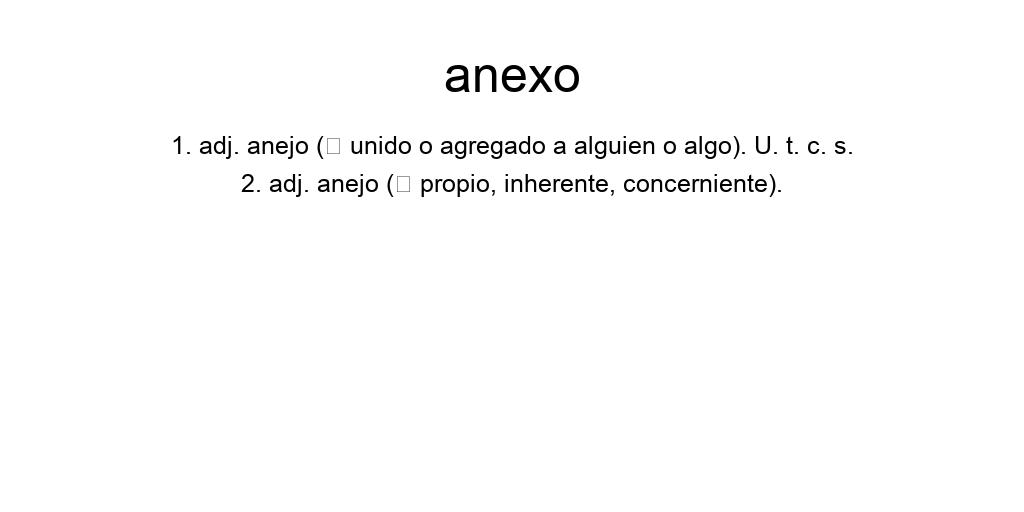 anexo
1. adj. anejo (□ unido o agregado a alguien o algo). U. t. c. s.
2. adj. anejo (□ propio, inherente, concerniente).